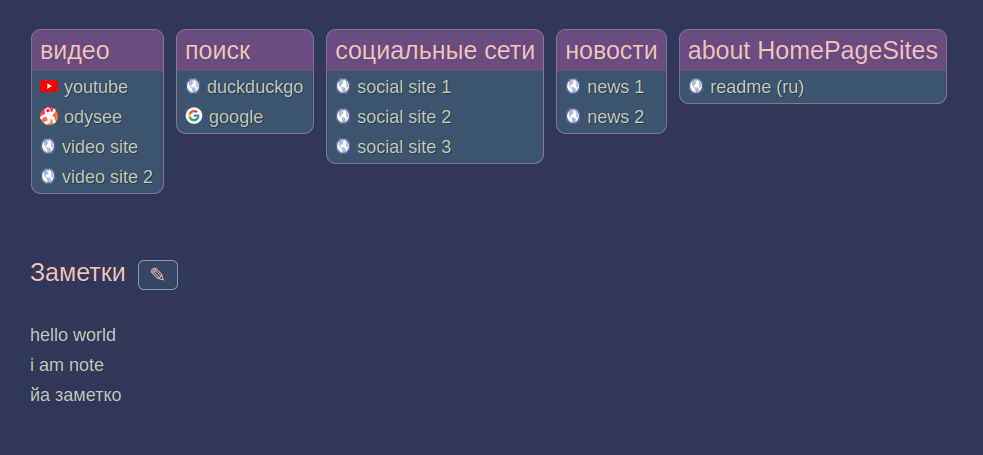 видео
youtube
odysee
video site
video site 2
поиск
duckduckgo
google
социальные сети
social site 1
social site 2
social site 3
новости
news 1
news 2
about HomePageSites
readme (ru)
Заметки ✎
hello world
i am note
йа заметко